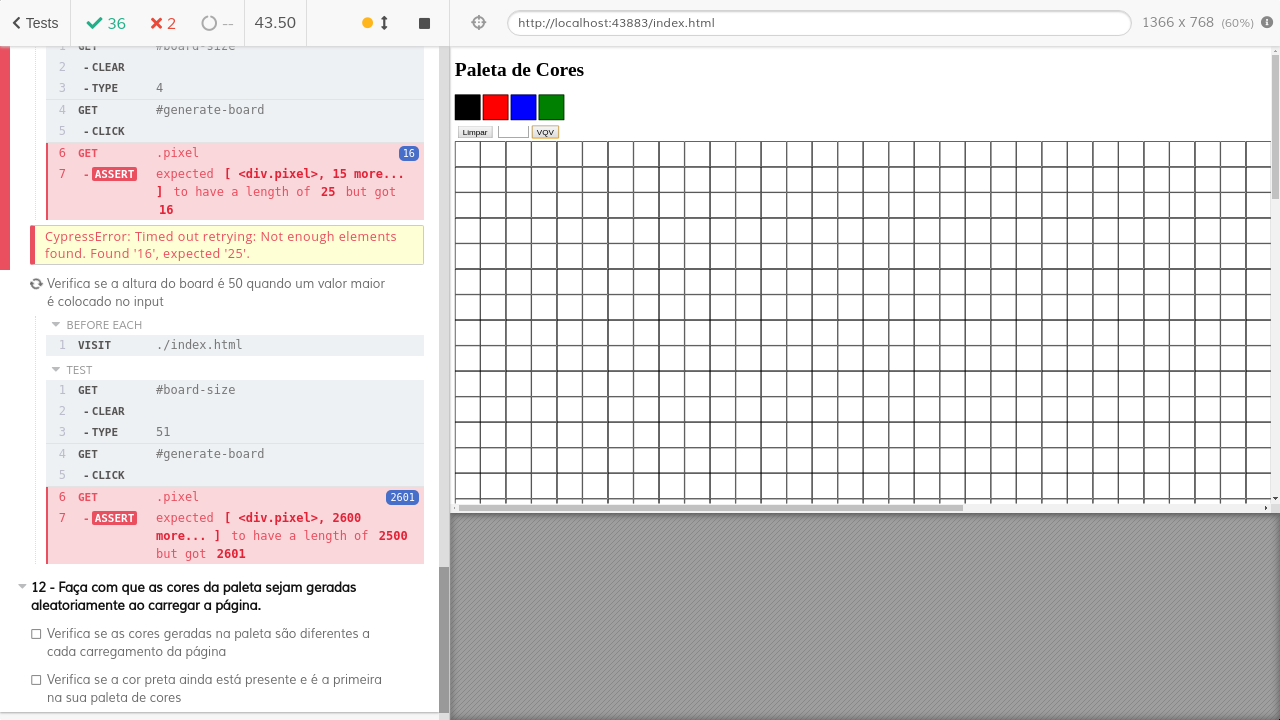 Tests 36 2 -- 43.50 http://localhost:43883/index.html 1366 x 768 (60%)
1 GET #board-size
2 -CLEAR
3 -TYPE 4
4 GET #generate-board
5 -CLICK
6 GET .pixel 16
7 -ASSERT expected [ <div.pixel>, 15 more...
] to have a length of 25 but got
16
CypressError: Timed out retrying: Not enough elements
found. Found '16', expected '25'.
Verifica se a altura do board é 50 quando um valor maior
é colocado no input
BEFORE EACH
1 VISIT ./index.html
TEST
1 GET #board-size
2 -CLEAR
3 -TYPE 51
4 GET #generate-board
5 -CLICK
6 GET .pixel 2601
7 -ASSERT expected [ <div.pixel>, 2600
more... ] to have a length of 2500
but got 2601
12 - Faça com que as cores da paleta sejam geradas
aleatoriamente ao carregar a página.
Verifica se as cores geradas na paleta são diferentes a
cada carregamento da página
Verifica se a cor preta ainda está presente e é a primeira
na sua paleta de cores
Paleta de Cores
Limpar VQV